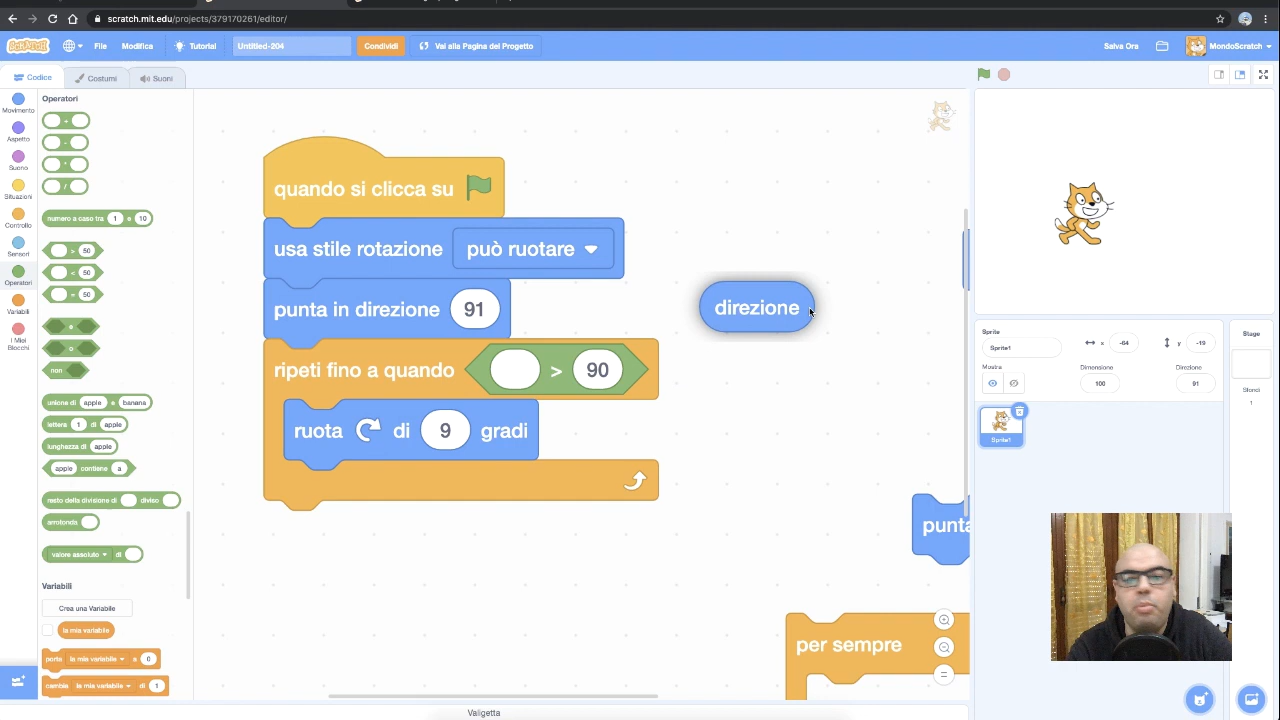 scratch.mit.edu/projects/379170261/editor/
SCRATCH
File
Modifica
Tutorial
Untitled-204
Condividi
Vai alla Pagina del Progetto
Salva Ora
MondoScratch
Codice
Costumi
Suoni
Movimento
Aspetto
Suono
Situazioni
Controllo
Sensori
Operatori
Variabili
I Miei
Blocchi
Operatori
+
-
*
/
numero a caso tra 1 e 10
> 50
< 50
= 50
e
o
non
unione di apple e banana
lettera 1 di apple
lunghezza di apple
apple contiene a
resto della divisione di diviso
arrotonda
valore assoluto di
Variabili
Crea una Variabile
la mia variabile
porta la mia variabile a 0
cambia la mia variabile di 1
quando si clicca su
usa stile rotazione può ruotare
punta in direzione 91
ripeti fino a quando > 90
ruota di 9 gradi
direzione
punta
per sempre
=
Valigetta
Sprite
Sprite1
x -64
y -19
Mostra
Dimensione
100
Direzione
91
Sprite1
Stage
Sfondi
1